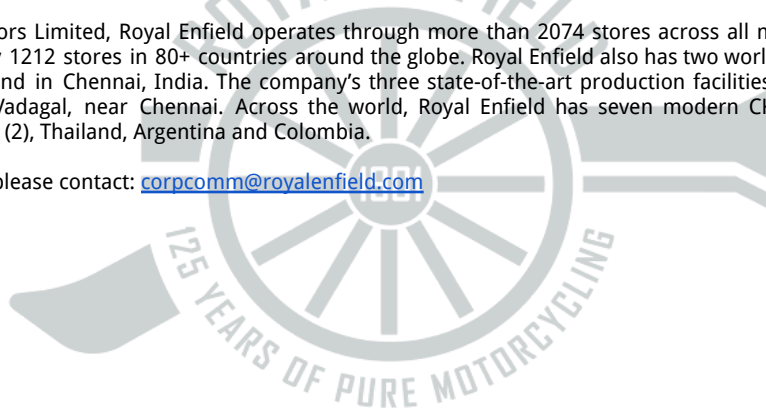 ors Limited, Royal Enfield operates through more than 2074 stores across all
1212 stores in 80+ countries around the globe. Royal Enfield also has two
nd in Chennai, India. The company's three state-of-the-art production facilities
Vadagal, near Chennai. Across the world, Royal Enfield has seven modern
(2), Thailand, Argentina and Colombia.
please contact: corpcomm@royalenfield.com
1901
125 YEARS OF PURE MOTORCYCLING